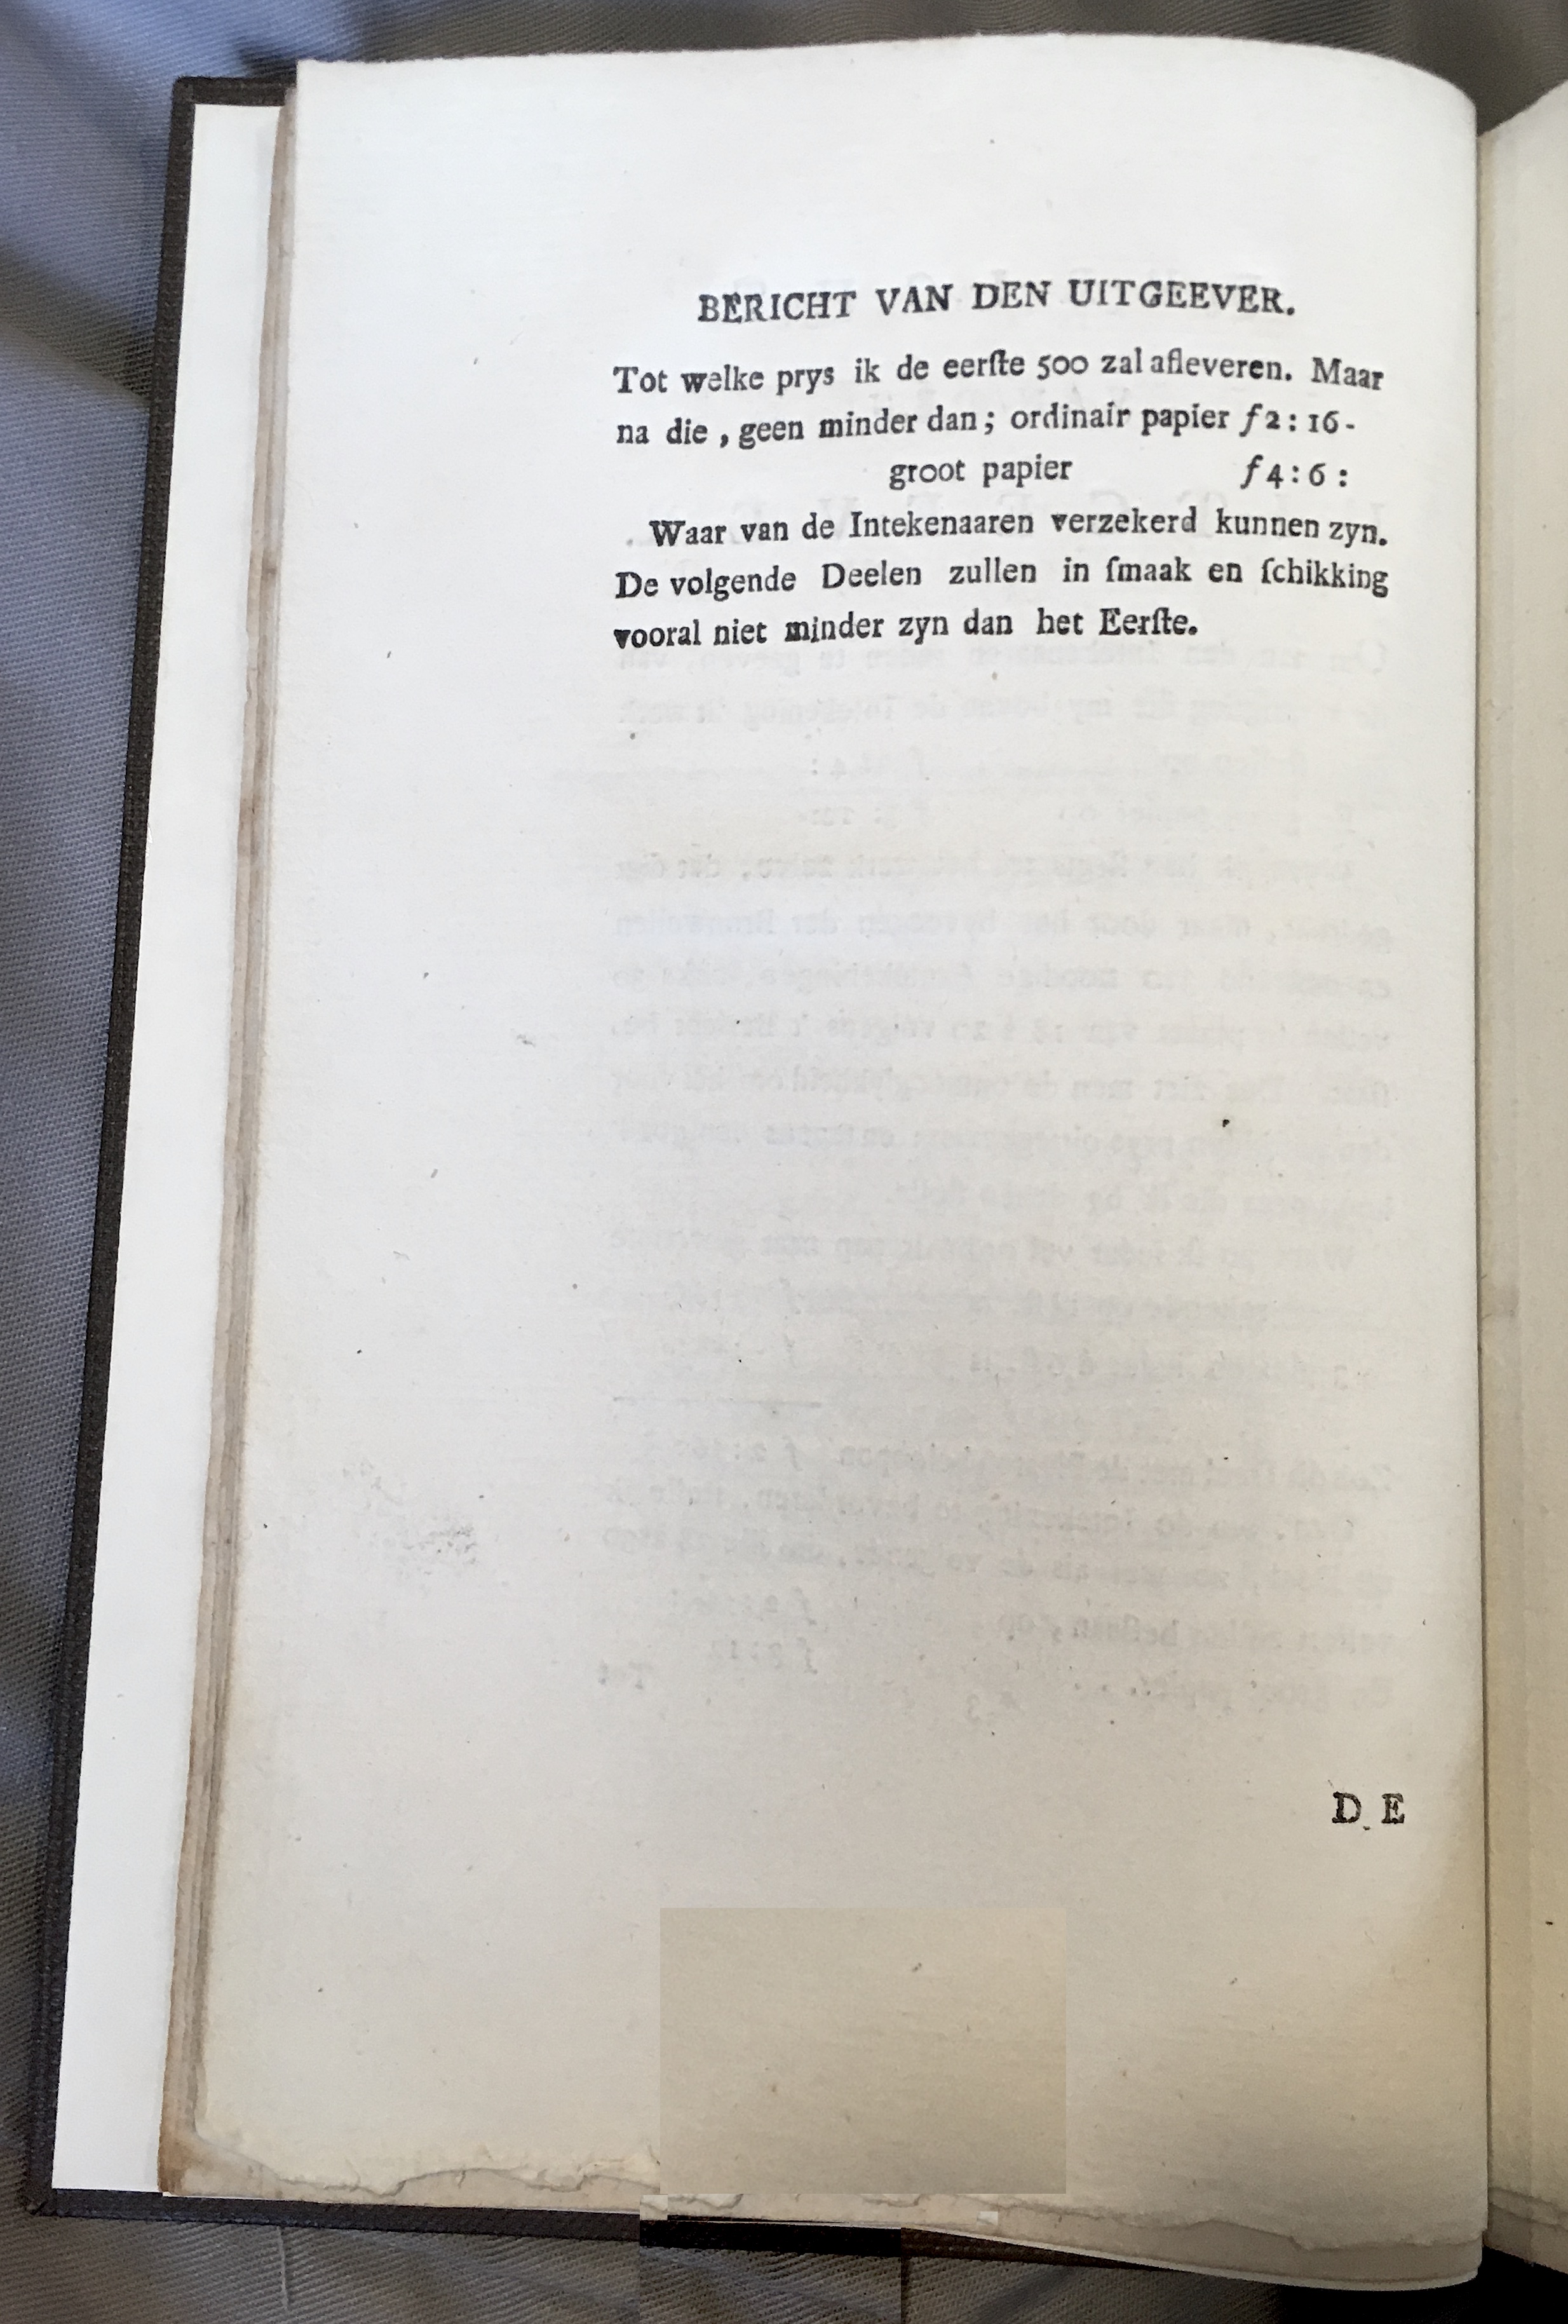 BERICHT VAN DEN UITGEEVER.
Tot welke prys ik de eerſte 500 zal afleveren. Maar
na die, geen minder dan; ordinair papier f 2 : 16 -
groot papier f 4 : 6 :
Waar van de Intekenaaren verzekerd kunnen zyn.
De volgende Deelen zullen in ſmaak en ſchikking
vooral niet minder zyn dan het Eerſte.
DE